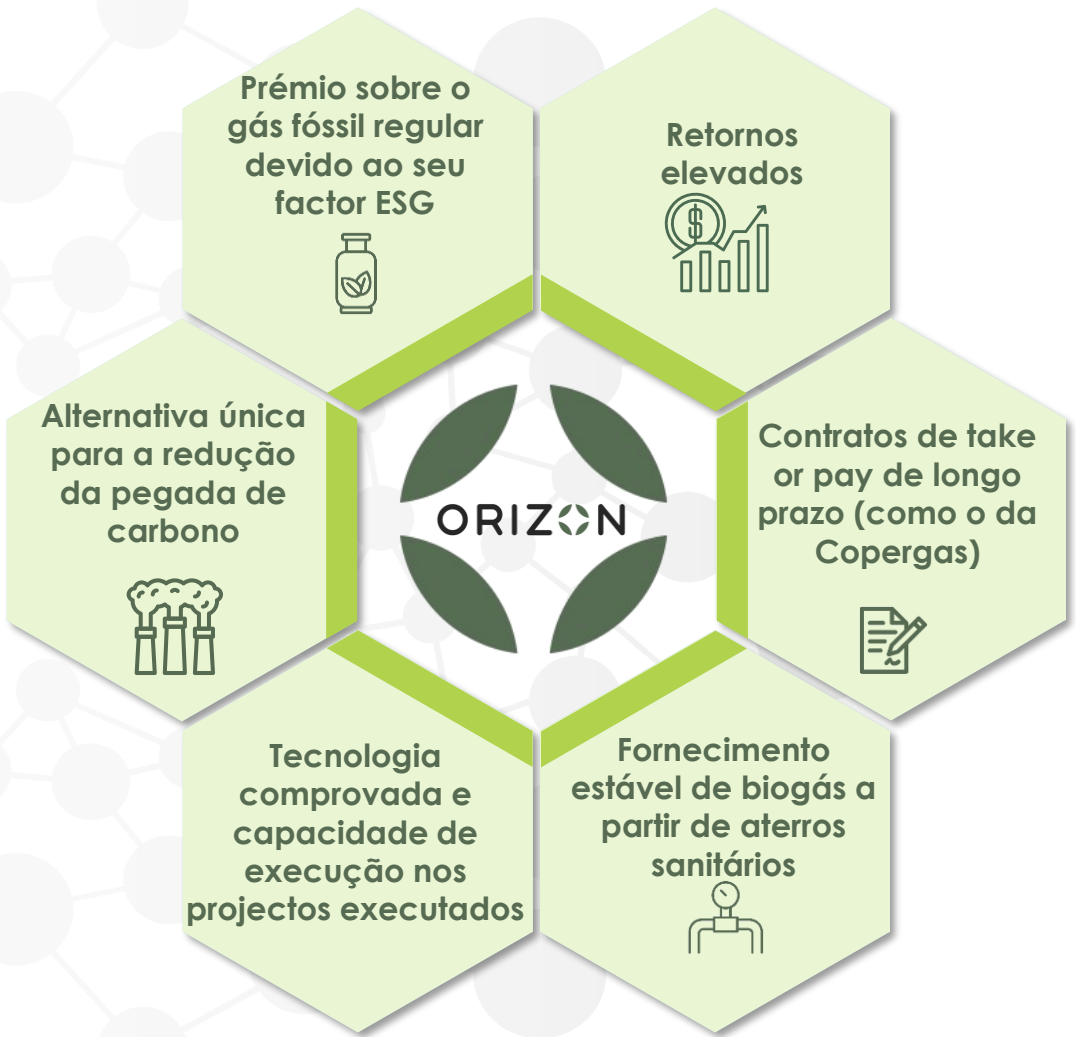 Prémio sobre o
gás fóssil regular
devido ao seu
factor ESG
Retornos
elevados
$
Alternativa única
para a redução
da pegada de
carbono
ORIZON
Contratos de take
or pay de longo
prazo (como o da
Copergas)
Tecnologia
comprovada e
capacidade de
execução nos
projectos executados
Fornecimento
estável de biogás a
partir de aterros
sanitários